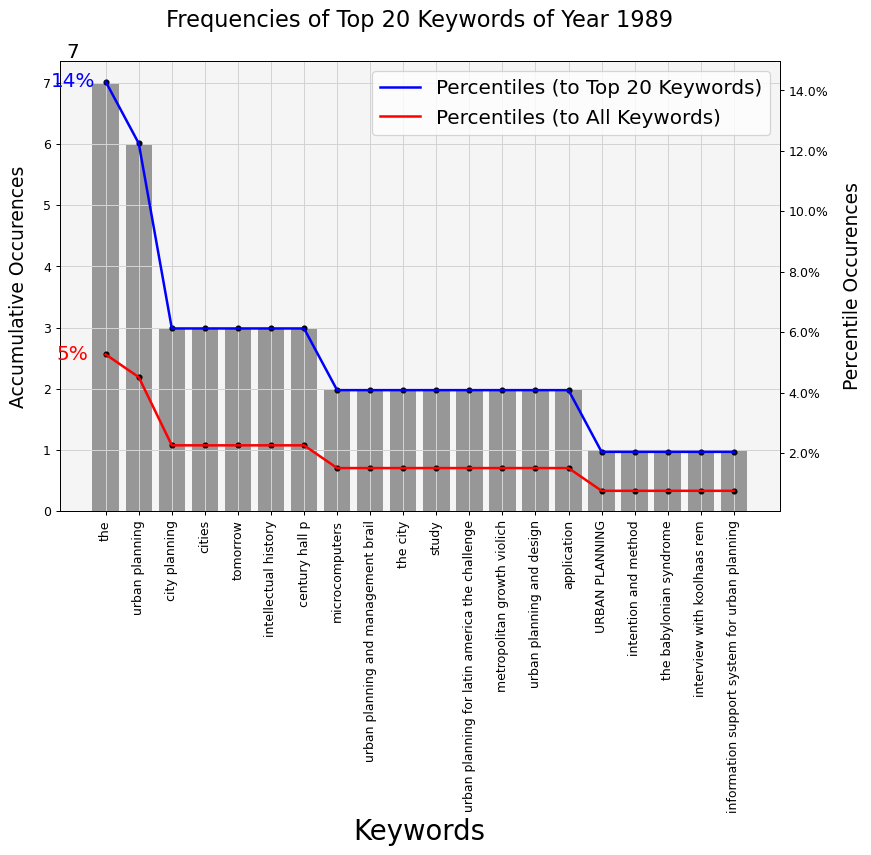 Frequencies of Top 20 Keywords of Year 1989
7
14%
5%
Percentiles (to Top 20 Keywords)
Percentiles (to All Keywords)
Accumulative Occurences
7
6
5
4
3
2
1
0
14.0%
12.0%
10.0%
8.0%
6.0%
4.0%
2.0%
Percentile Occurences
the
urban planning
city planning
cities
tomorrow
intellectual history
century hall p
microcomputers
urban planning and management brail
the city
study
urban planning for latin america the challenge
metropolitan growth violich
urban planning and design
application
URBAN PLANNING
intention and method
the babylonian syndrome
interview with koolhaas rem
information support system for urban planning
Keywords